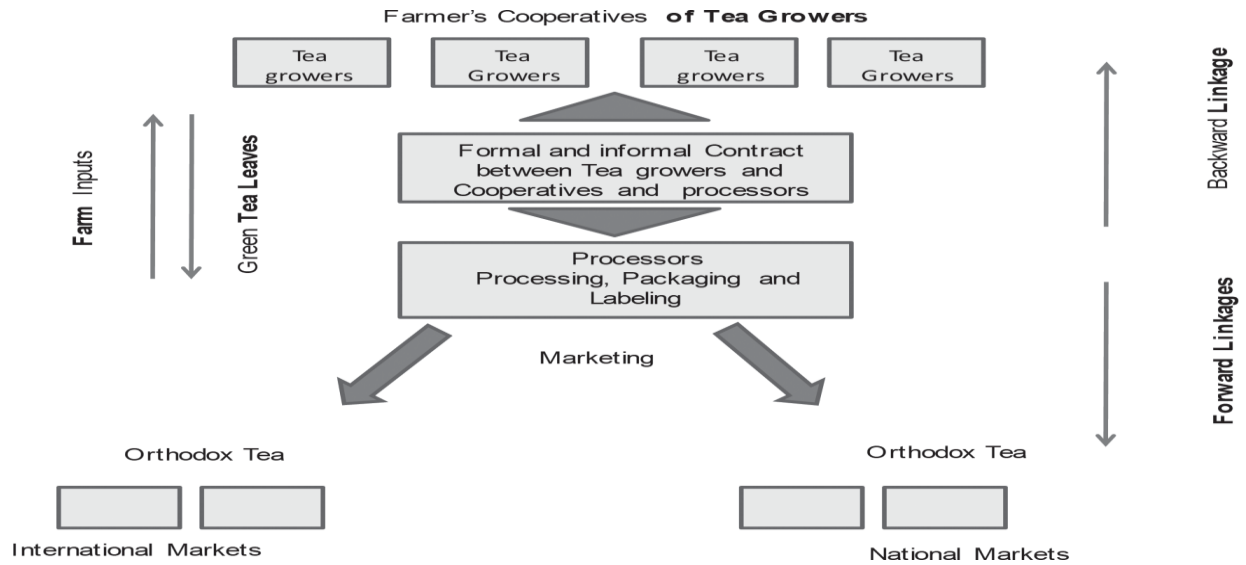 Farmer's Cooperatives of Tea Growers
Tea
growers
Tea
Growers
Tea
growers
Tea
Growers
Formal and informal Contract
between Tea growers and
Cooperatives and processors
Farm Inputs
Green Tea Leaves
Backward Linkage
Processors
Processing, Packaging and
Labeling
Marketing
Forward Linkages
Orthodox Tea
Orthodox Tea
International Markets
National Markets